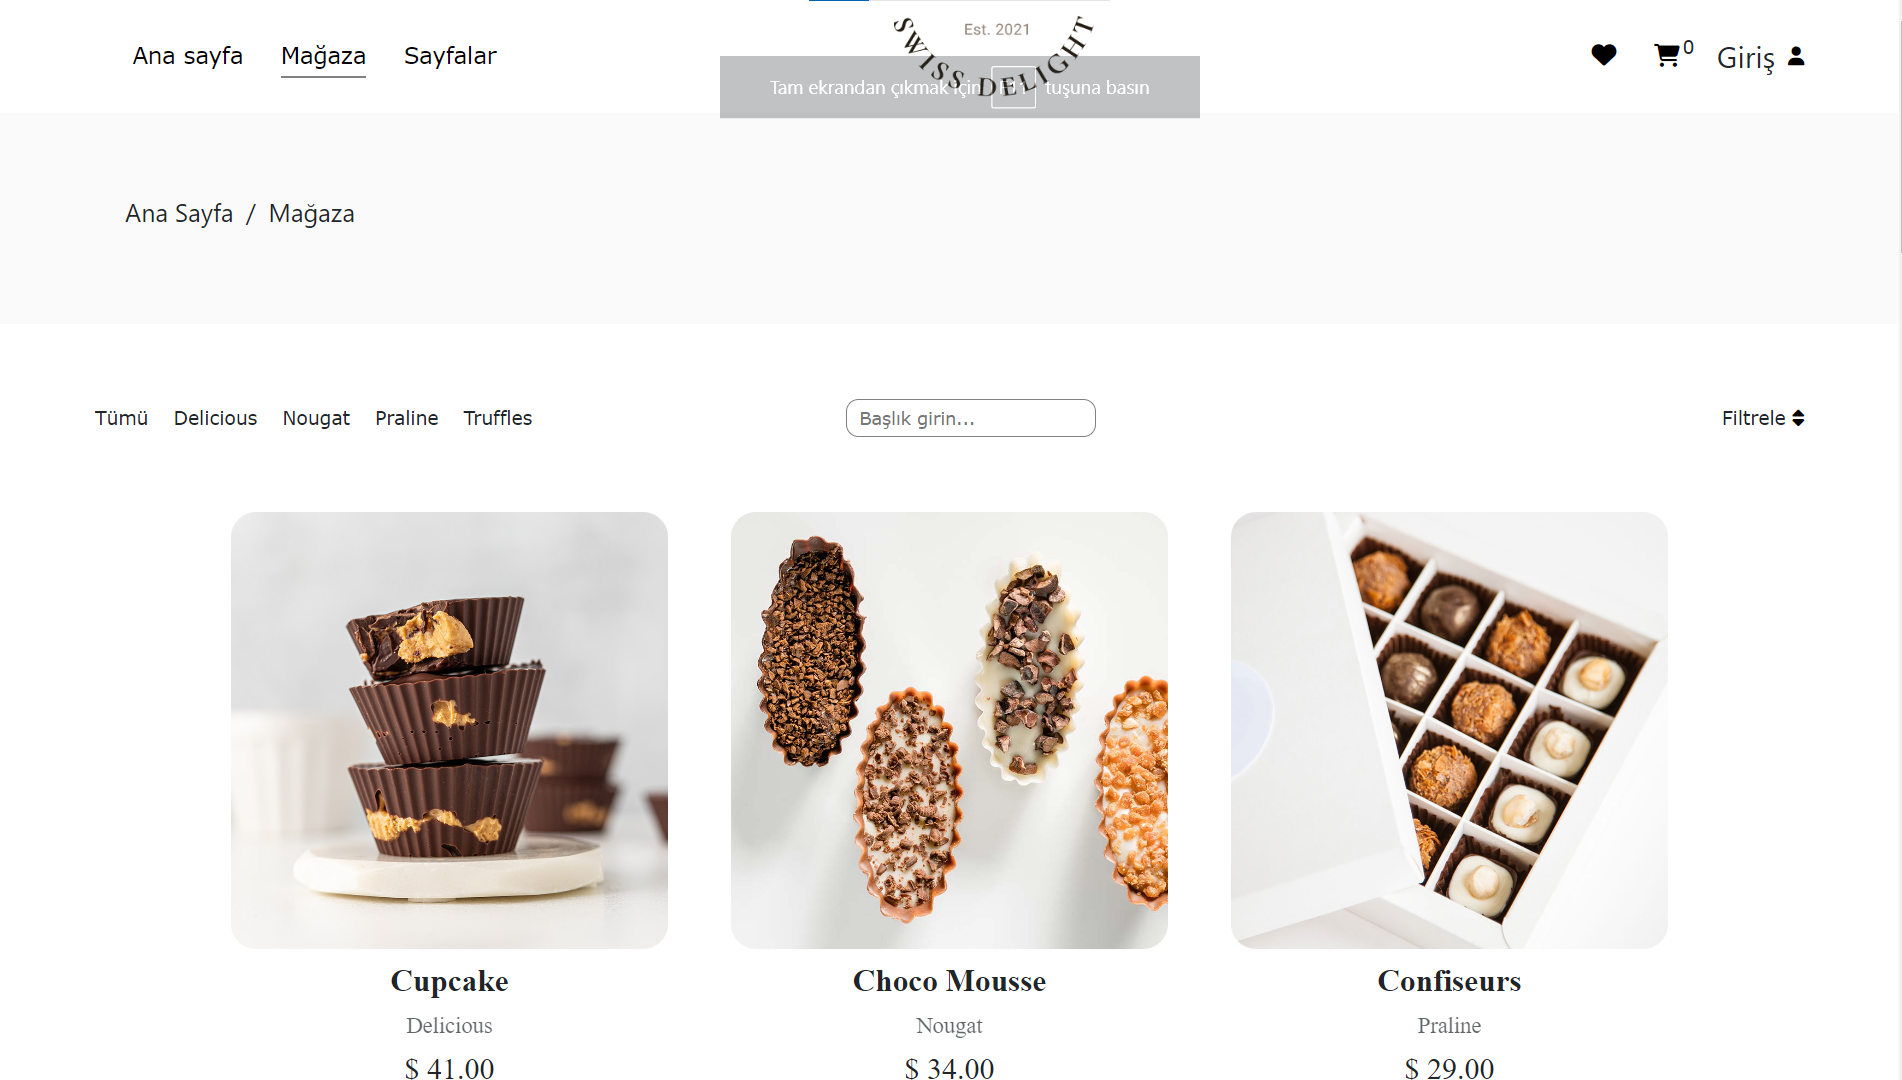 Ana sayfa Mağaza Sayfalar
Est. 2021
SWISS DELIGHT
0 Giriş
Tam ekrandan çıkmak için F11 tuşuna basın
Ana Sayfa / Mağaza
Tümü Delicious Nougat Praline Truffles
Başlık girin...
Filtrele
Cupcake
Delicious
$ 41.00
Choco Mousse
Nougat
$ 34.00
Confiseurs
Praline
$ 29.00